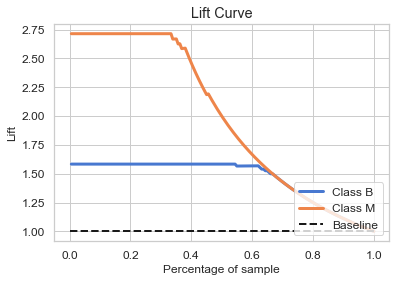 Lift Curve
2.75
2.50
2.25
2.00
1.75
1.50
1.25
1.00
Lift
0.0 0.2 0.4 0.6 0.8 1.0
Percentage of sample
Class B
Class M
Baseline